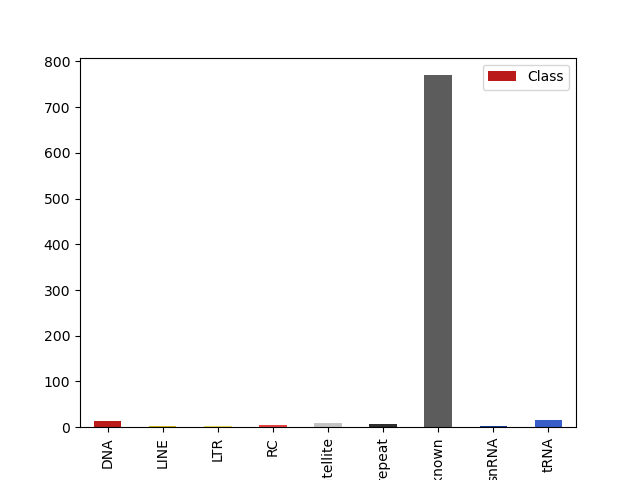 800
700
600
500
400
300
200
100
0
Class
DNA
LINE
LTR
RC
tellite
repeat
known
snRNA
tRNA